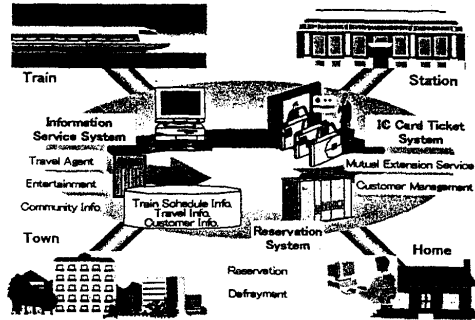 Train
Station
Information
Service System
IC Card Ticket
System
Travel Agent
Mutual Extension Service
Entertainment
Customer Management
Community Info.
Train Schedule Info.
Travel Info.
Customer Info.
Reservation
System
Town
Home
Reservation
Defrayment